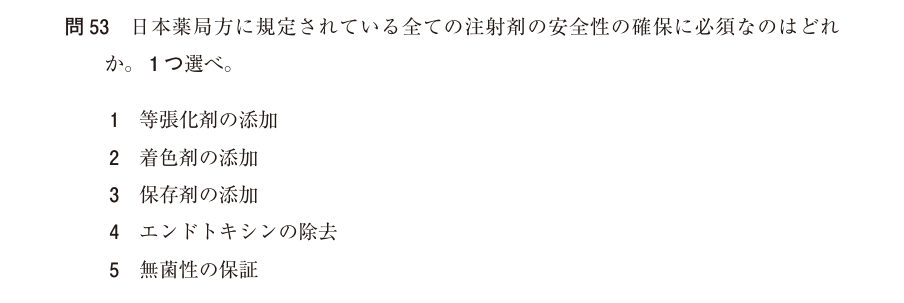 問 53 日本薬局方に規定されている全ての注射剤の安全性の確保に必須なのはどれ
か。1つ選べ。
1 等張化剤の添加
2 着色剤の添加
3 保存剤の添加
4 エンドトキシンの除去
5 無菌性の保証